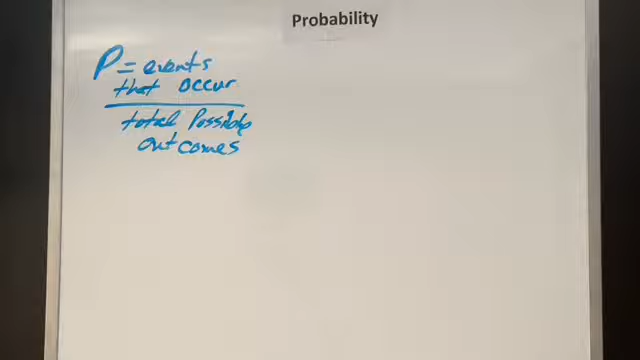 Probability
P = events
that occur
total Possible
outcomes